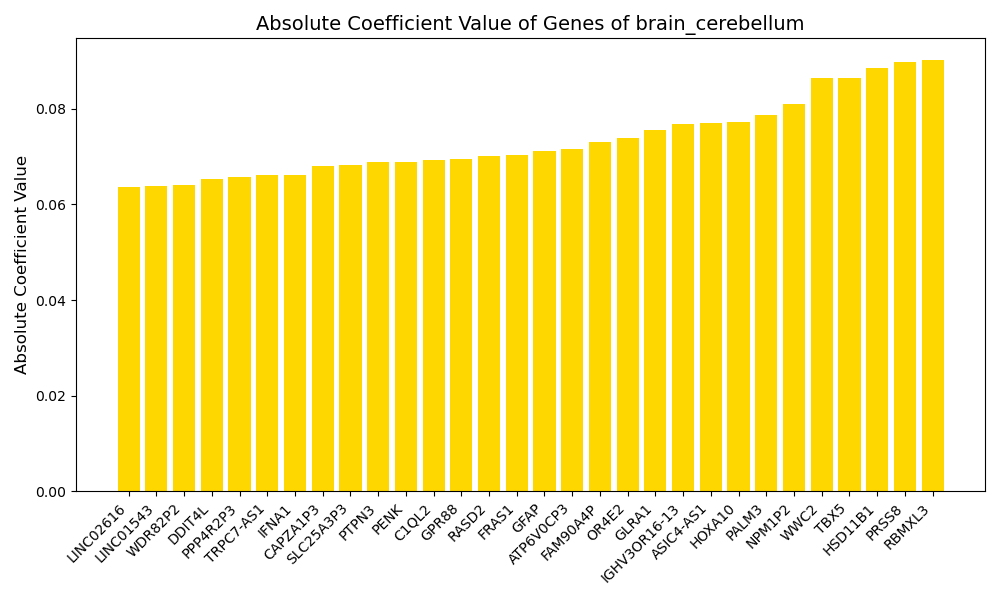 Absolute Coefficient Value of Genes of brain_cerebellum
Absolute Coefficient Value
0.08
0.06
0.04
0.02
0.00
LINC02616
LINC01543
WDR82P2
DDIT4L
PPP4R2P3
TRPC7-AS1
IFNA1
CAPZA1P3
SLC25A3P3
PTPN3
PENK
C1QL2
GPR88
RASD2
FRAS1
GFAP
ATP6V0CP3
FAM90A4P
OR4E2
GLRA1
IGHV3OR16-13
ASIC4-AS1
HOXA10
PALM3
NPM1P2
WWC2
TBX5
HSD11B1
PRSS8
RBMXL3